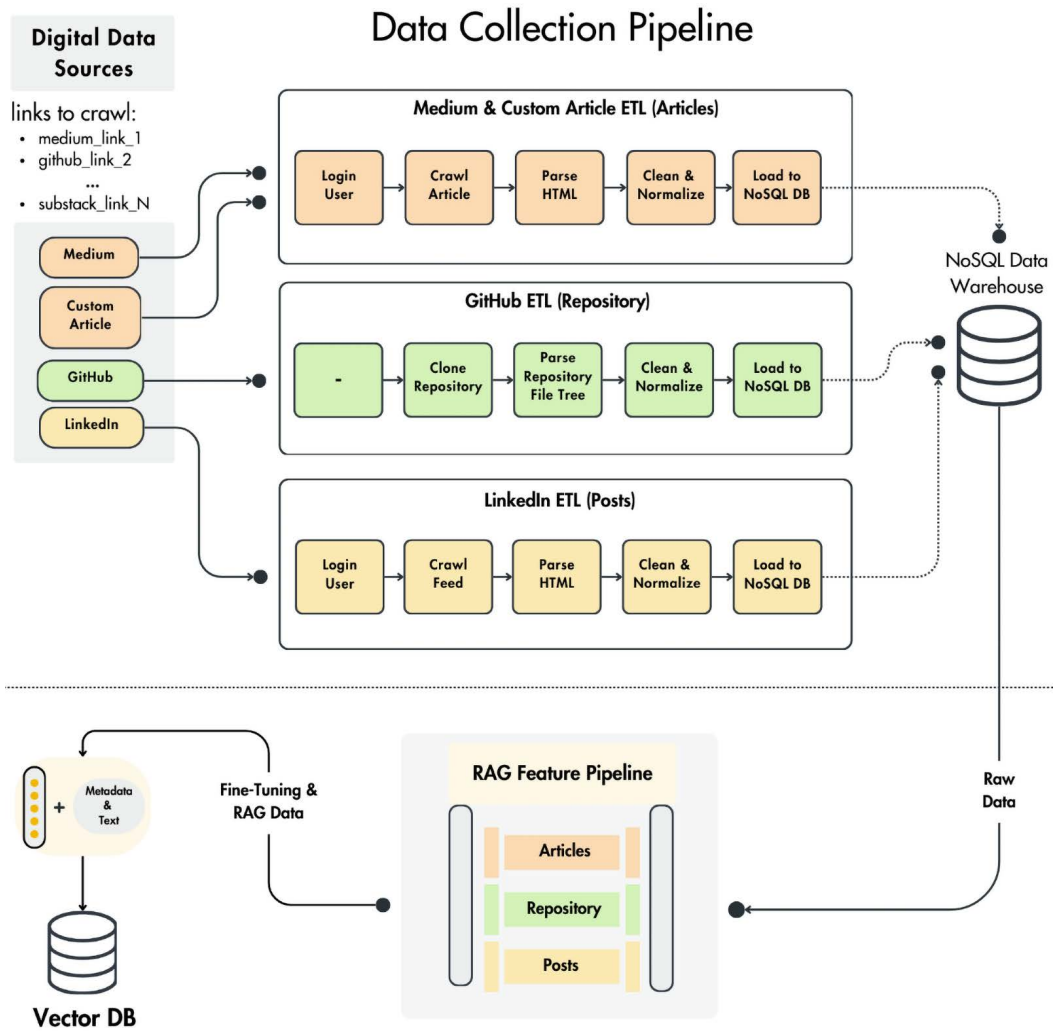 Data Collection Pipeline
Digital Data
Sources
links to crawl:
• medium_link_1
• github_link_2
...
• substack_link_N
Medium
Custom
Article
GitHub
LinkedIn
Medium & Custom Article ETL (Articles)
Login
User
Crawl
Article
Parse
HTML
Clean &
Normalize
Load to
NoSQL DB
GitHub ETL (Repository)
-
Clone
Repository
Parse
Repository
File Tree
Clean &
Normalize
Load to
NoSQL DB
LinkedIn ETL (Posts)
Login
User
Crawl
Feed
Parse
HTML
Clean &
Normalize
Load to
NoSQL DB
NoSQL Data
Warehouse
Raw
Data
RAG Feature Pipeline
Articles
Repository
Posts
Fine-Tuning &
RAG Data
+
Metadata
&
Text
Vector DB